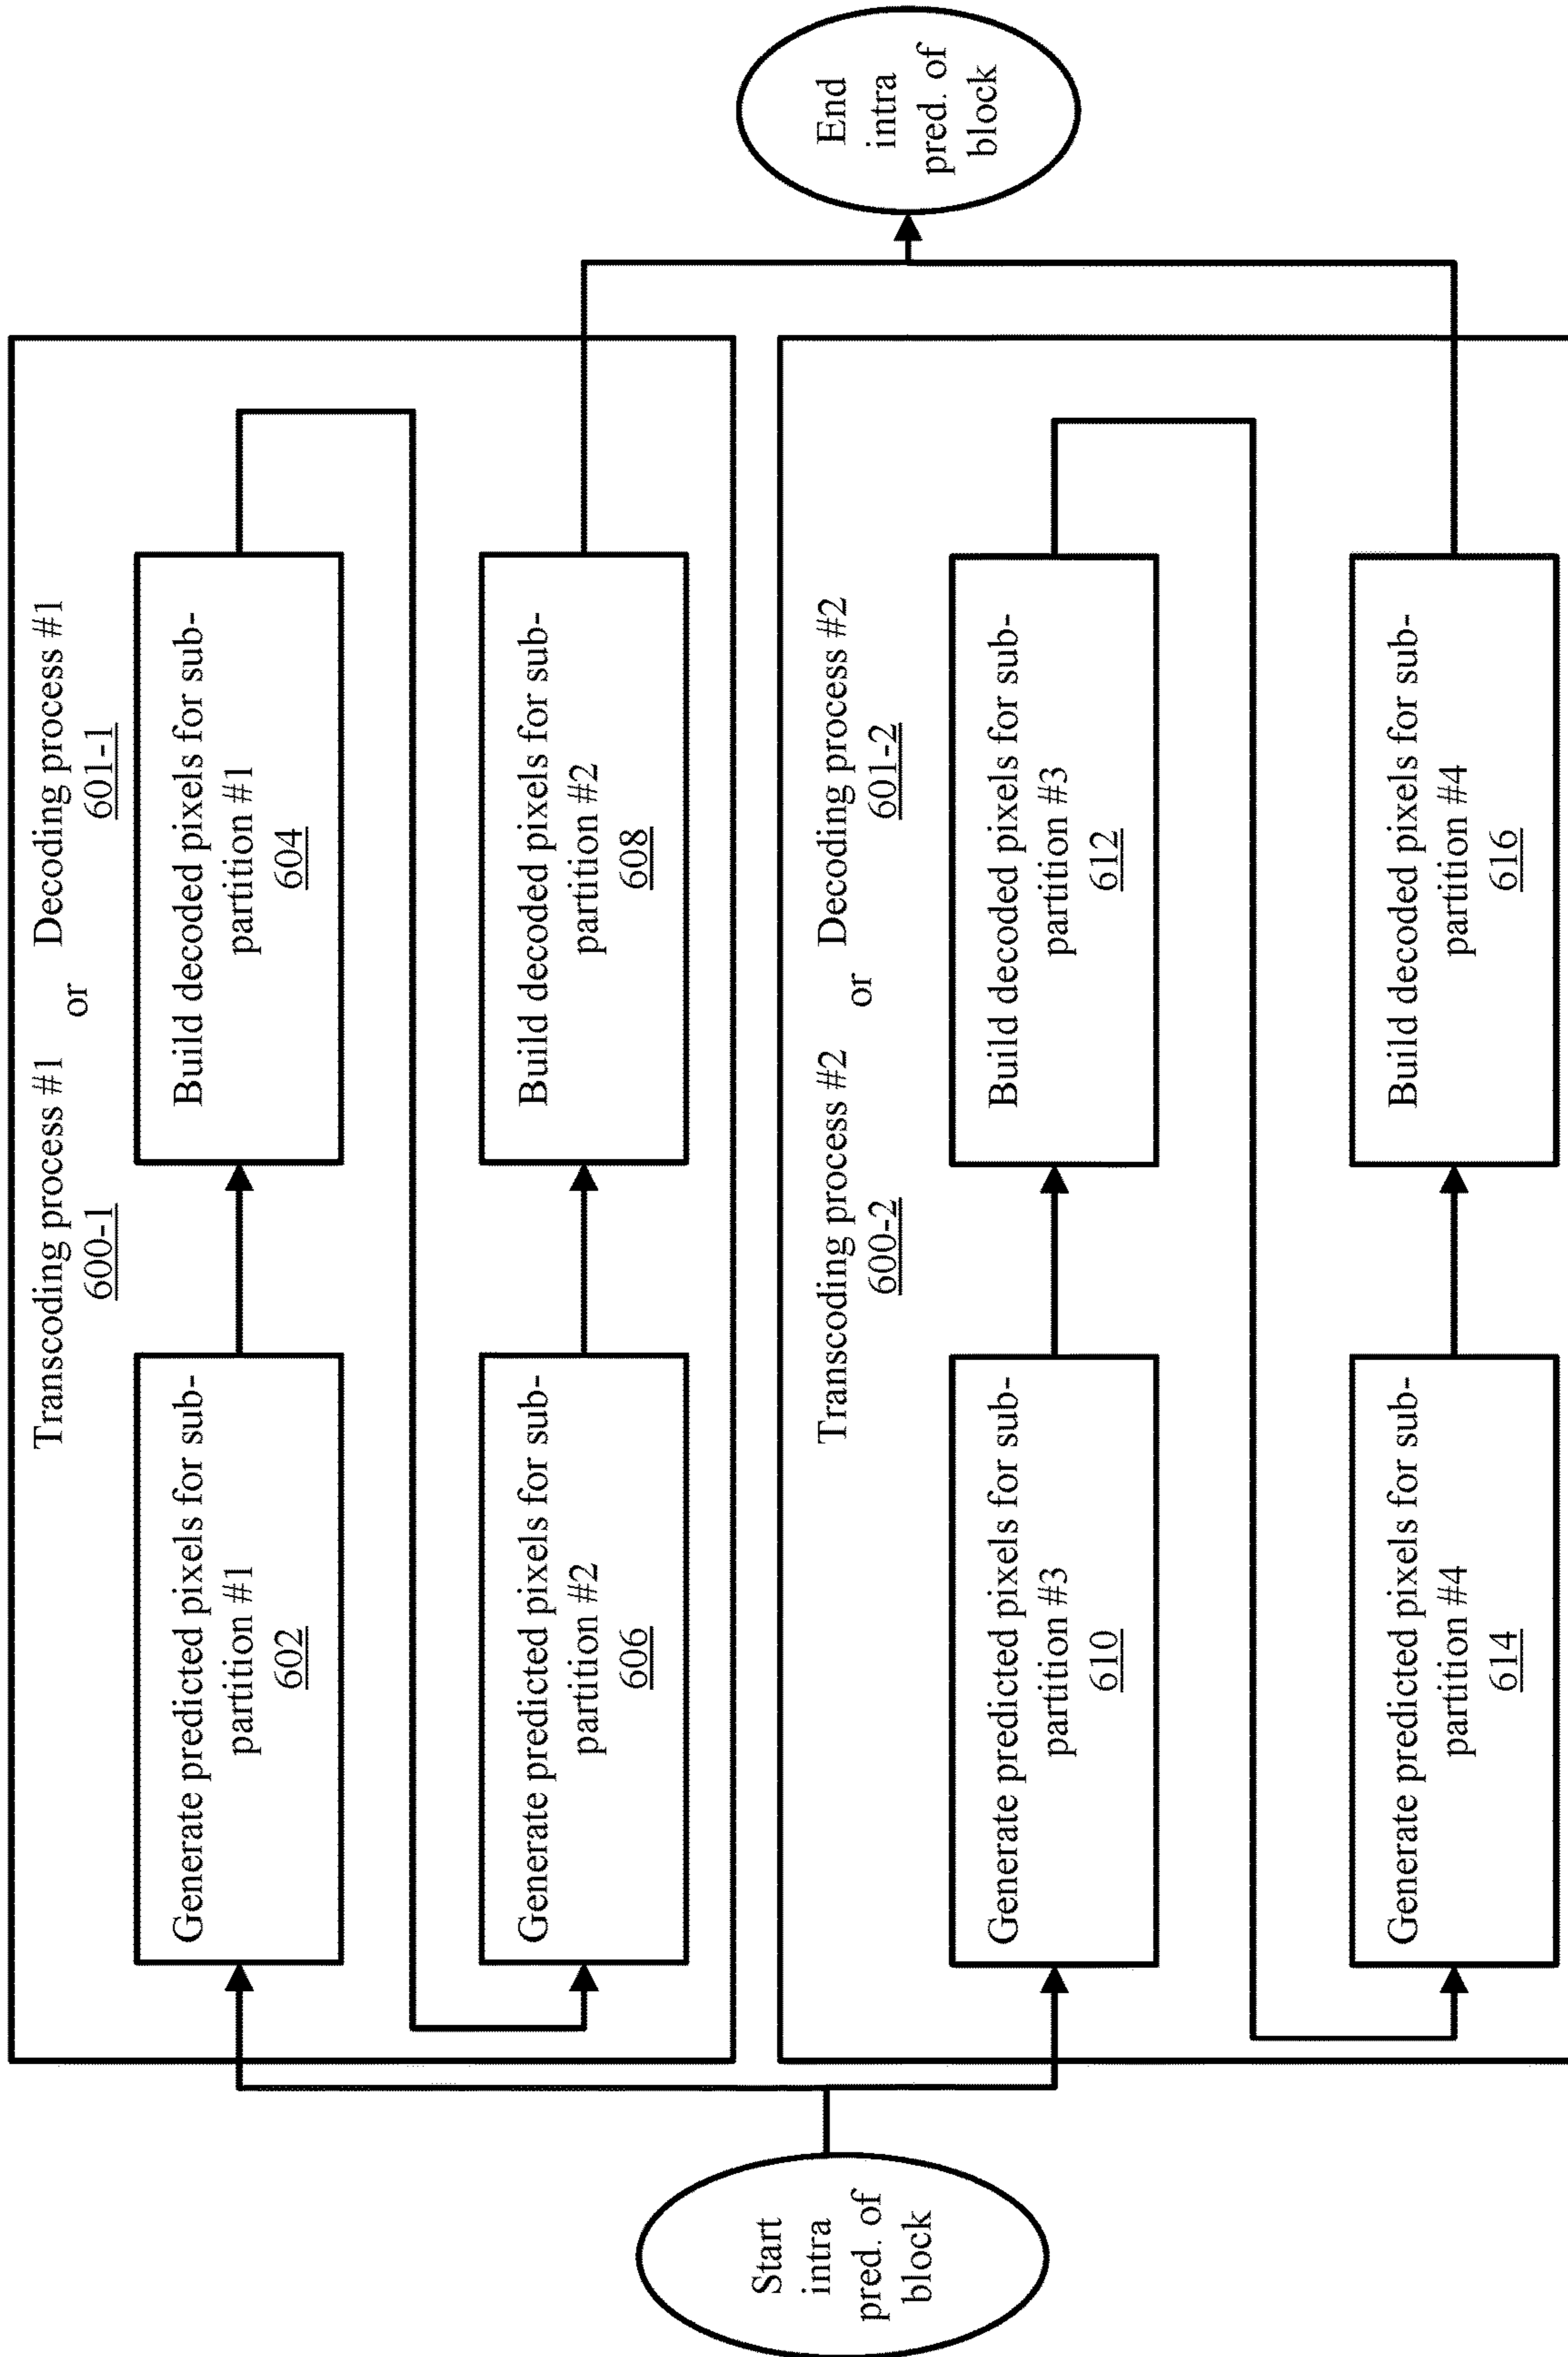 Start
intra
pred. of
block
Transcoding process #1 or Decoding process #1
600-1 601-1
Generate predicted pixels for sub-
partition #1
602
Build decoded pixels for sub-
partition #1
604
Generate predicted pixels for sub-
partition #2
606
Build decoded pixels for sub-
partition #2
608
Transcoding process #2 or Decoding process #2
600-2 601-2
Generate predicted pixels for sub-
partition #3
610
Build decoded pixels for sub-
partition #3
612
Generate predicted pixels for sub-
partition #4
614
Build decoded pixels for sub-
partition #4
616
End
intra
pred. of
block